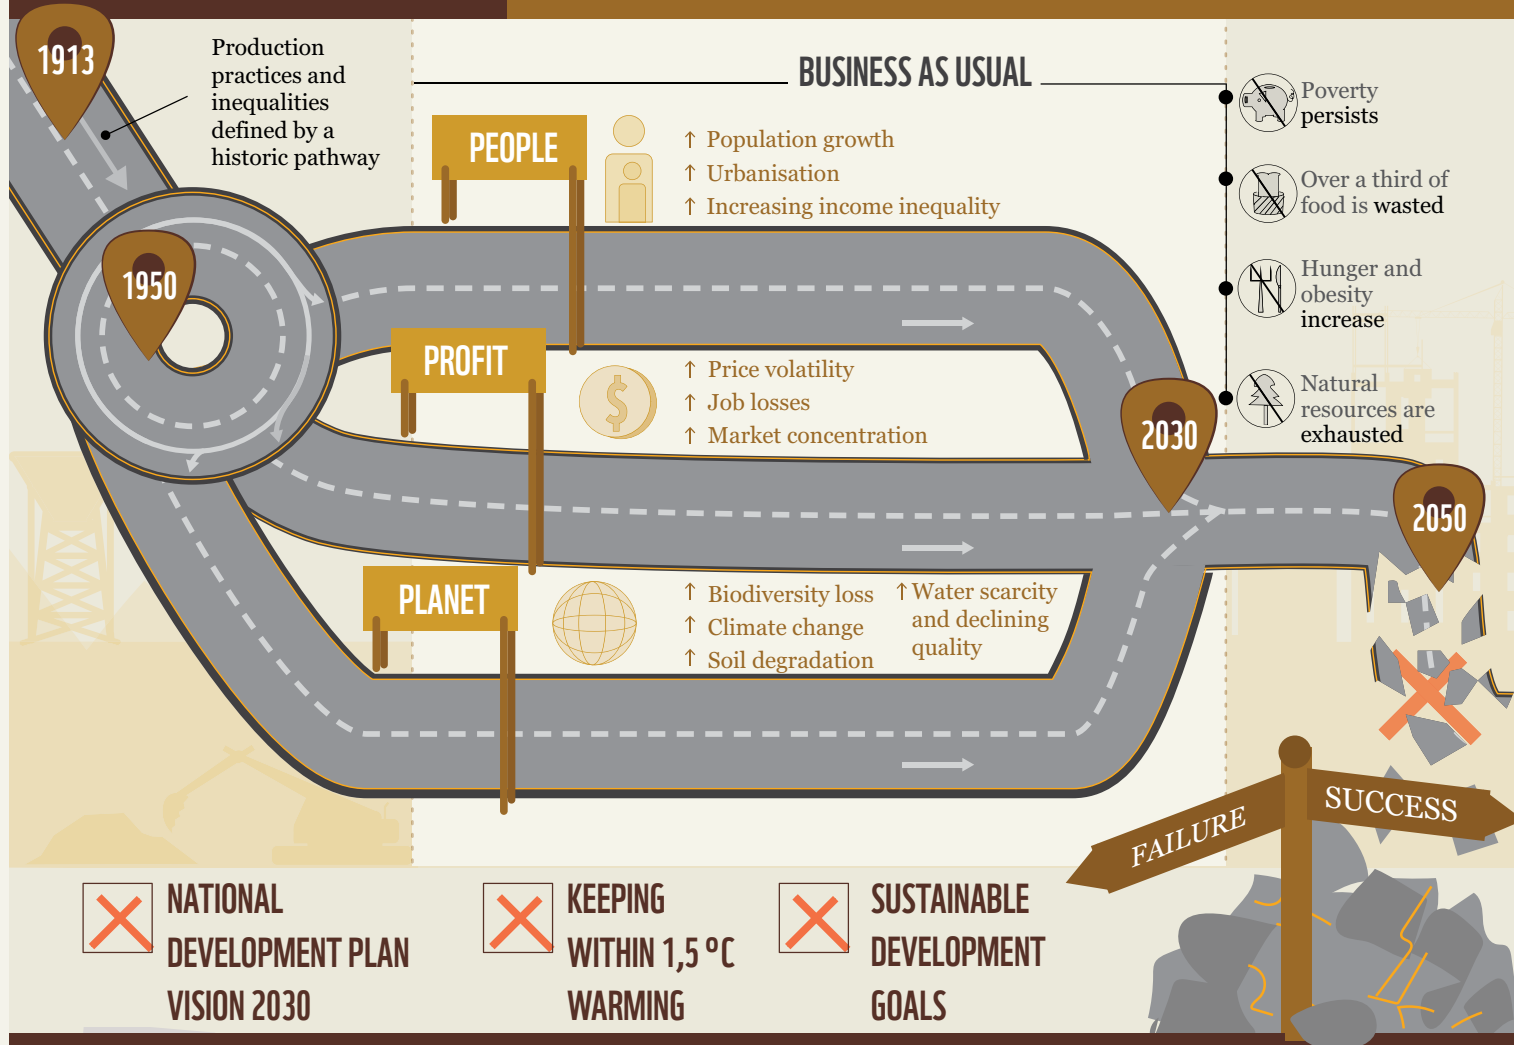 1913
Production
practices and
inequalities
defined by a
historic pathway
BUSINESS AS USUAL
PEOPLE
↑ Population growth
↑ Urbanisation
↑ Increasing income inequality
Poverty
persists
Over a third of
food is wasted
Hunger and
obesity
increase
Natural
resources are
exhausted
1950
PROFIT
$
↑ Price volatility
↑ Job losses
↑ Market concentration
2030
2050
PLANET
↑ Biodiversity loss
↑ Climate change
↑ Soil degradation
↑ Water scarcity
and declining
quality
FAILURE
SUCCESS
NATIONAL
DEVELOPMENT PLAN
VISION 2030
KEEPING
WITHIN 1,5 ºC
WARMING
SUSTAINABLE
DEVELOPMENT
GOALS